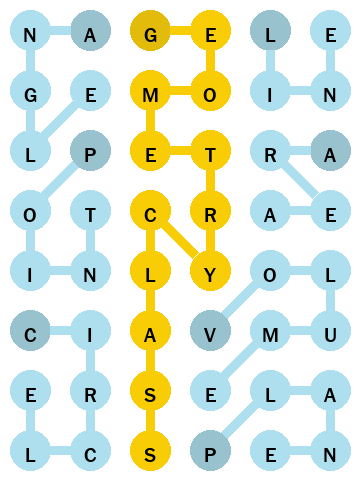 N A G E L E
G E M O I N
L P E T R A
O T C R A E
I N L Y O L
C I A V M U
E R S E L A
L C S P E N